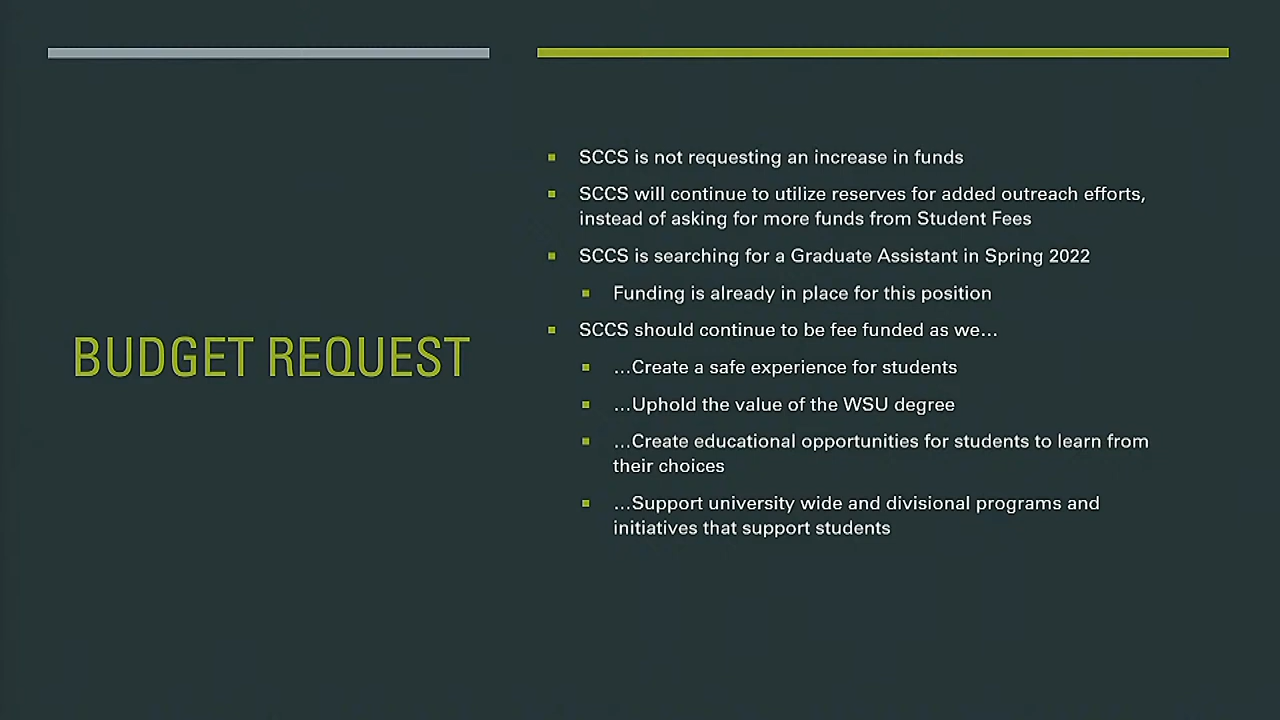 BUDGET REQUEST
SCCS is not requesting an increase in funds
SCCS will continue to utilize reserves for added outreach efforts,
instead of asking for more funds from Student Fees
SCCS is searching for a Graduate Assistant in Spring 2022
Funding is already in place for this position
SCCS should continue to be fee funded as we…
…Create a safe experience for students
…Uphold the value of the WSU degree
…Create educational opportunities for students to learn from
their choices
…Support university wide and divisional programs and
initiatives that support students